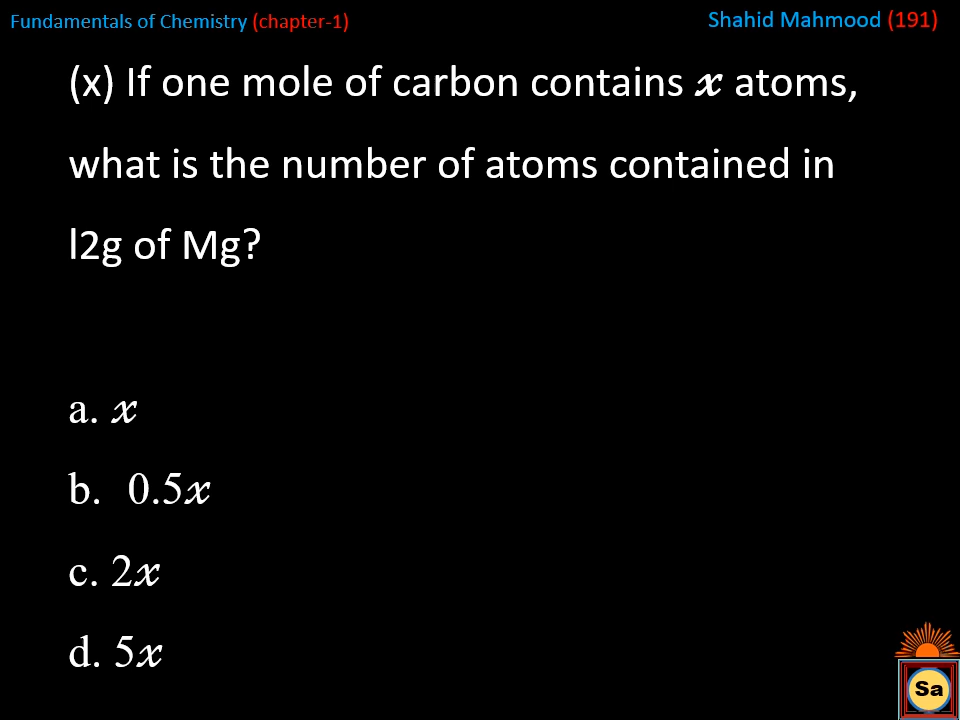 Fundamentals of Chemistry (chapter-1)
Shahid Mahmood (191)
(x) If one mole of carbon contains x atoms,
what is the number of atoms contained in
l2g of Mg?
a. x
b. 0.5x
c. 2x
d. 5x
Sa